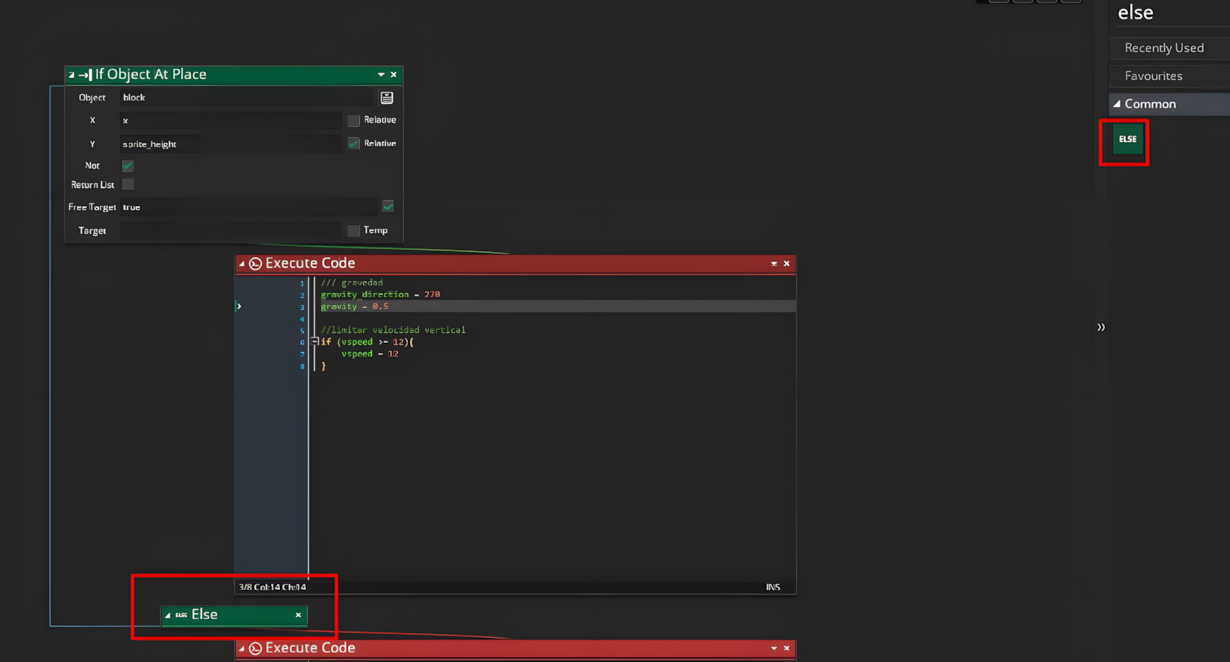 else
Recently Used
Favourites
Common
ELSE
If Object At Place
Object block
X x Relative
Y sprite_height Relative
Not
Return List
Free Target true
Target Temp
Execute Code
1 /// gravedad
2 gravity_direction = 270
3 gravity = 0.5
4
5 //limitar velocidad vertical
6 if (vspeed >= 12){
7 vspeed = 12
8 }
3/8 Col:14 Ch:14 INS
ELSE Else
Execute Code